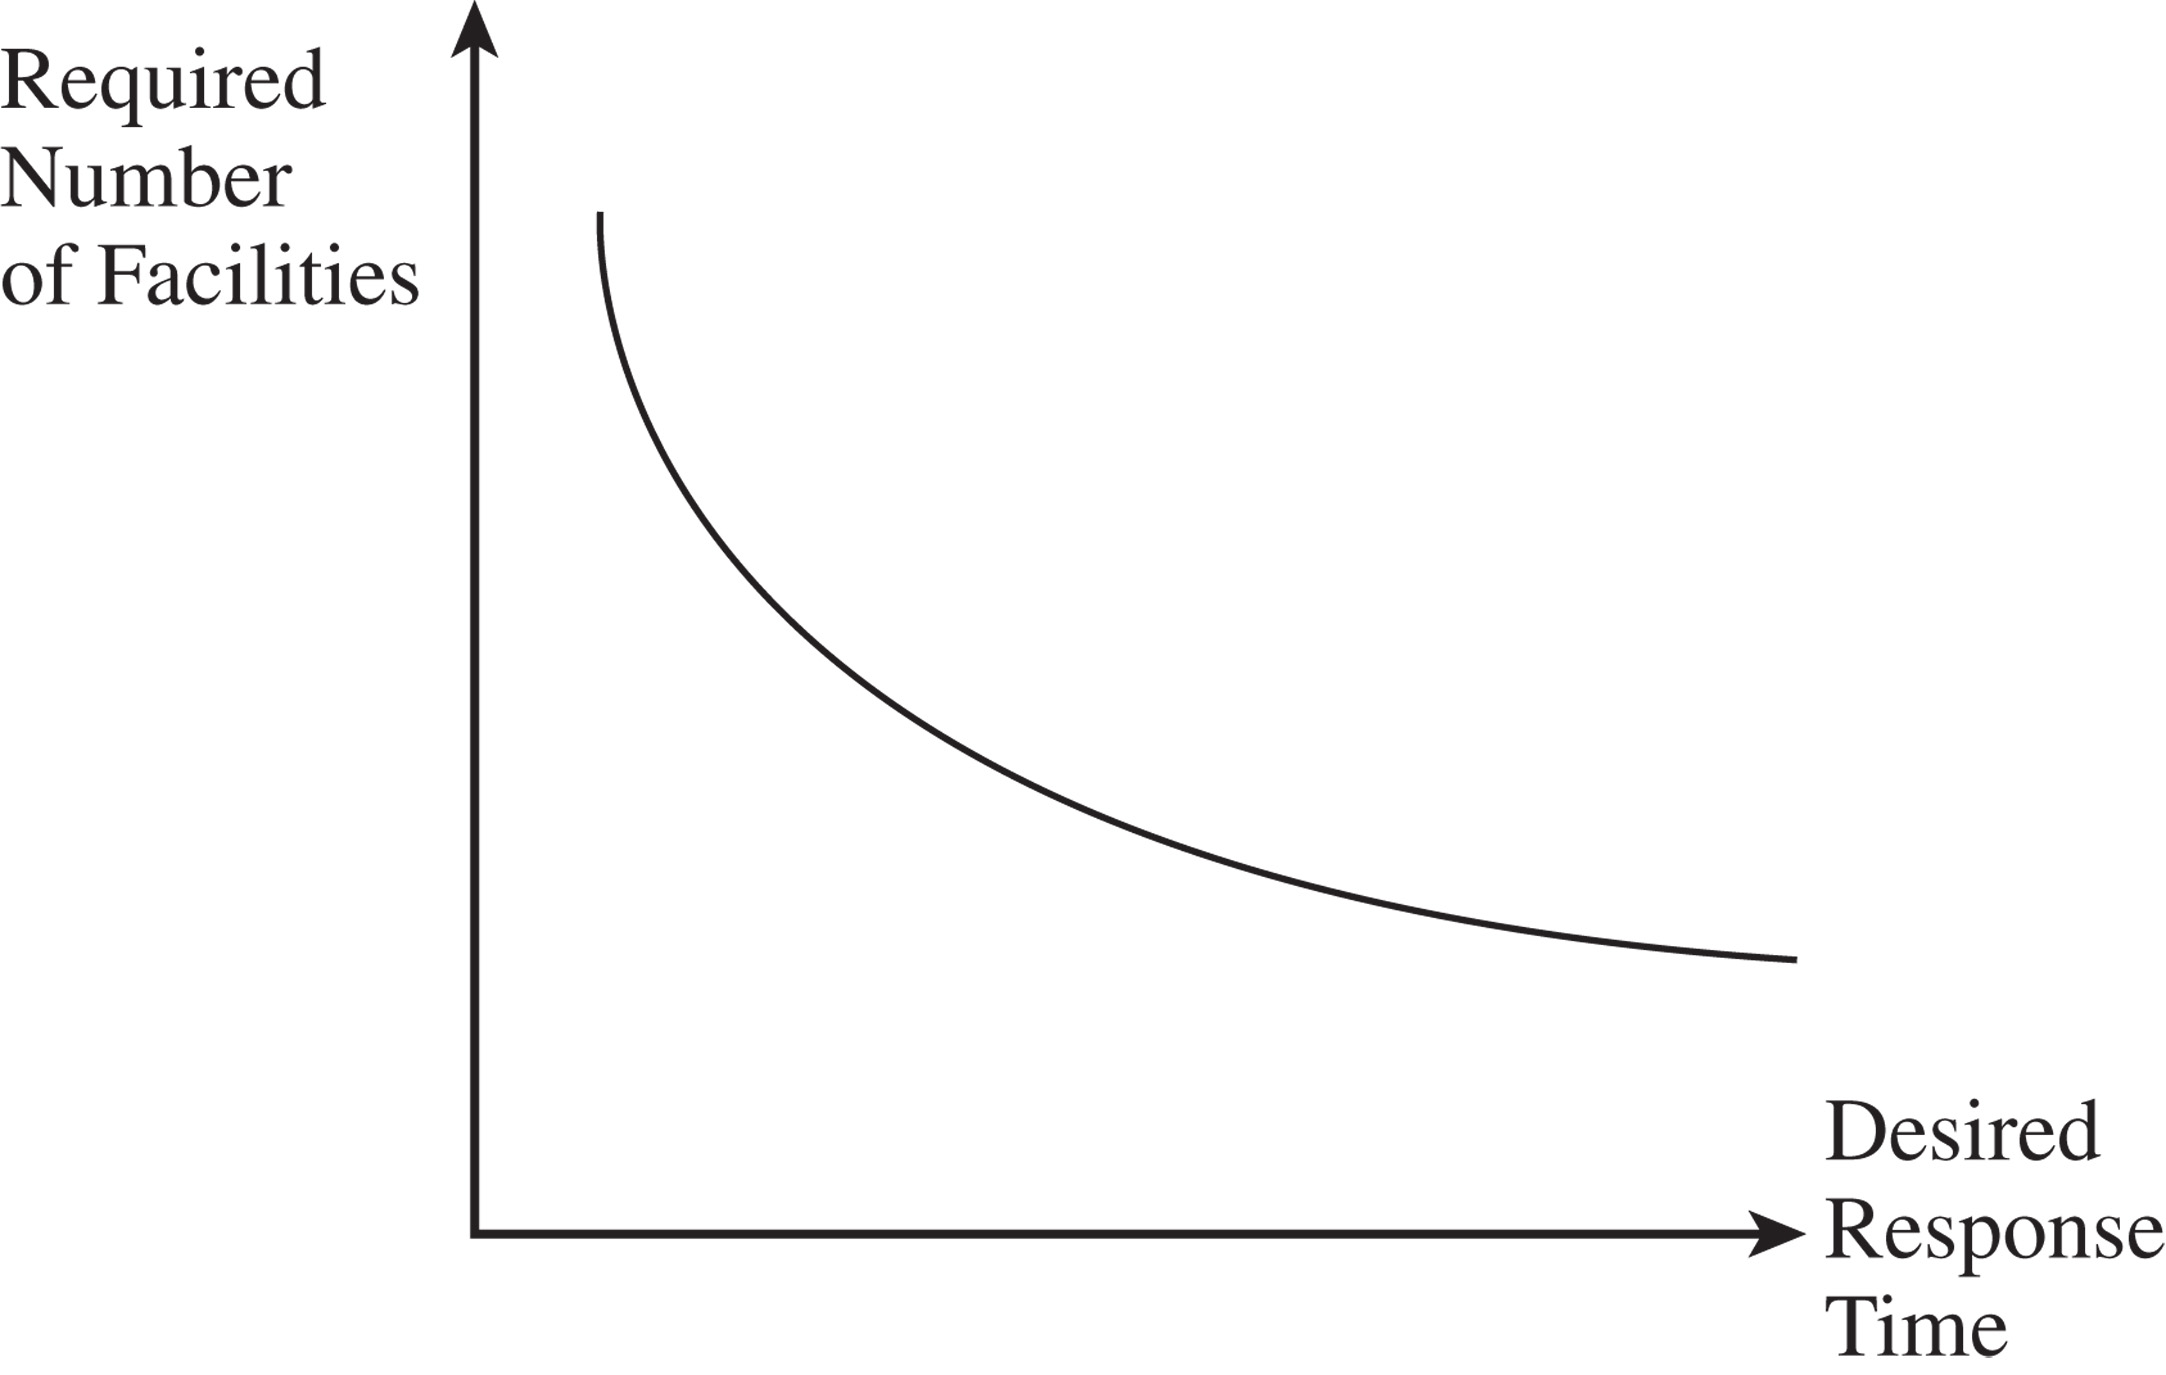 Required
Number
of Facilities
Desired
Response
Time